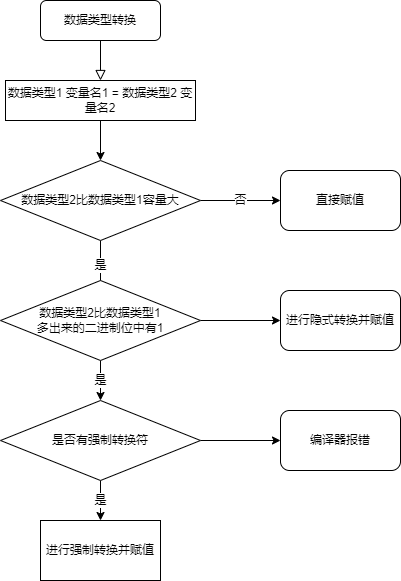 数据类型转换
数据类型1 变量名1 = 数据类型2 变
量名2
数据类型2比数据类型1容量大
否
直接赋值
是
数据类型2比数据类型1
多出来的二进制位中有1
进行隐式转换并赋值
是
是否有强制转换符
编译器报错
是
进行强制转换并赋值